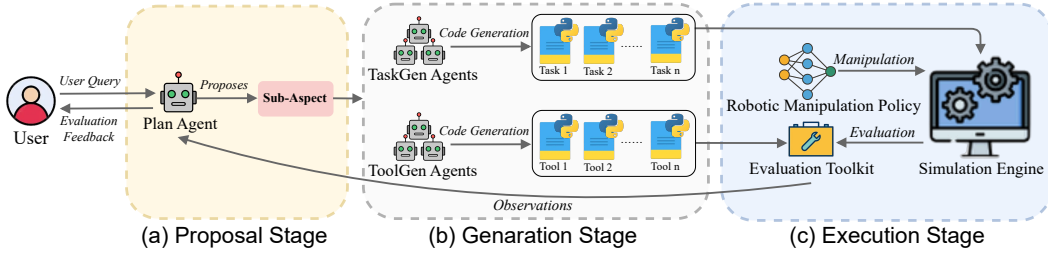 User Query
Evaluation
Feedback
User
Proposes
Sub-Aspect
Plan Agent
(a) Proposal Stage
Code Generation
TaskGen Agents
Task 1
Task 2
......
Task n
Code Generation
ToolGen Agents
Tool 1
Tool 2
......
Tool n
Observations
(b) Genaration Stage
Manipulation
Robotic Manipulation Policy
Evaluation
Evaluation Toolkit
Simulation Engine
(c) Execution Stage